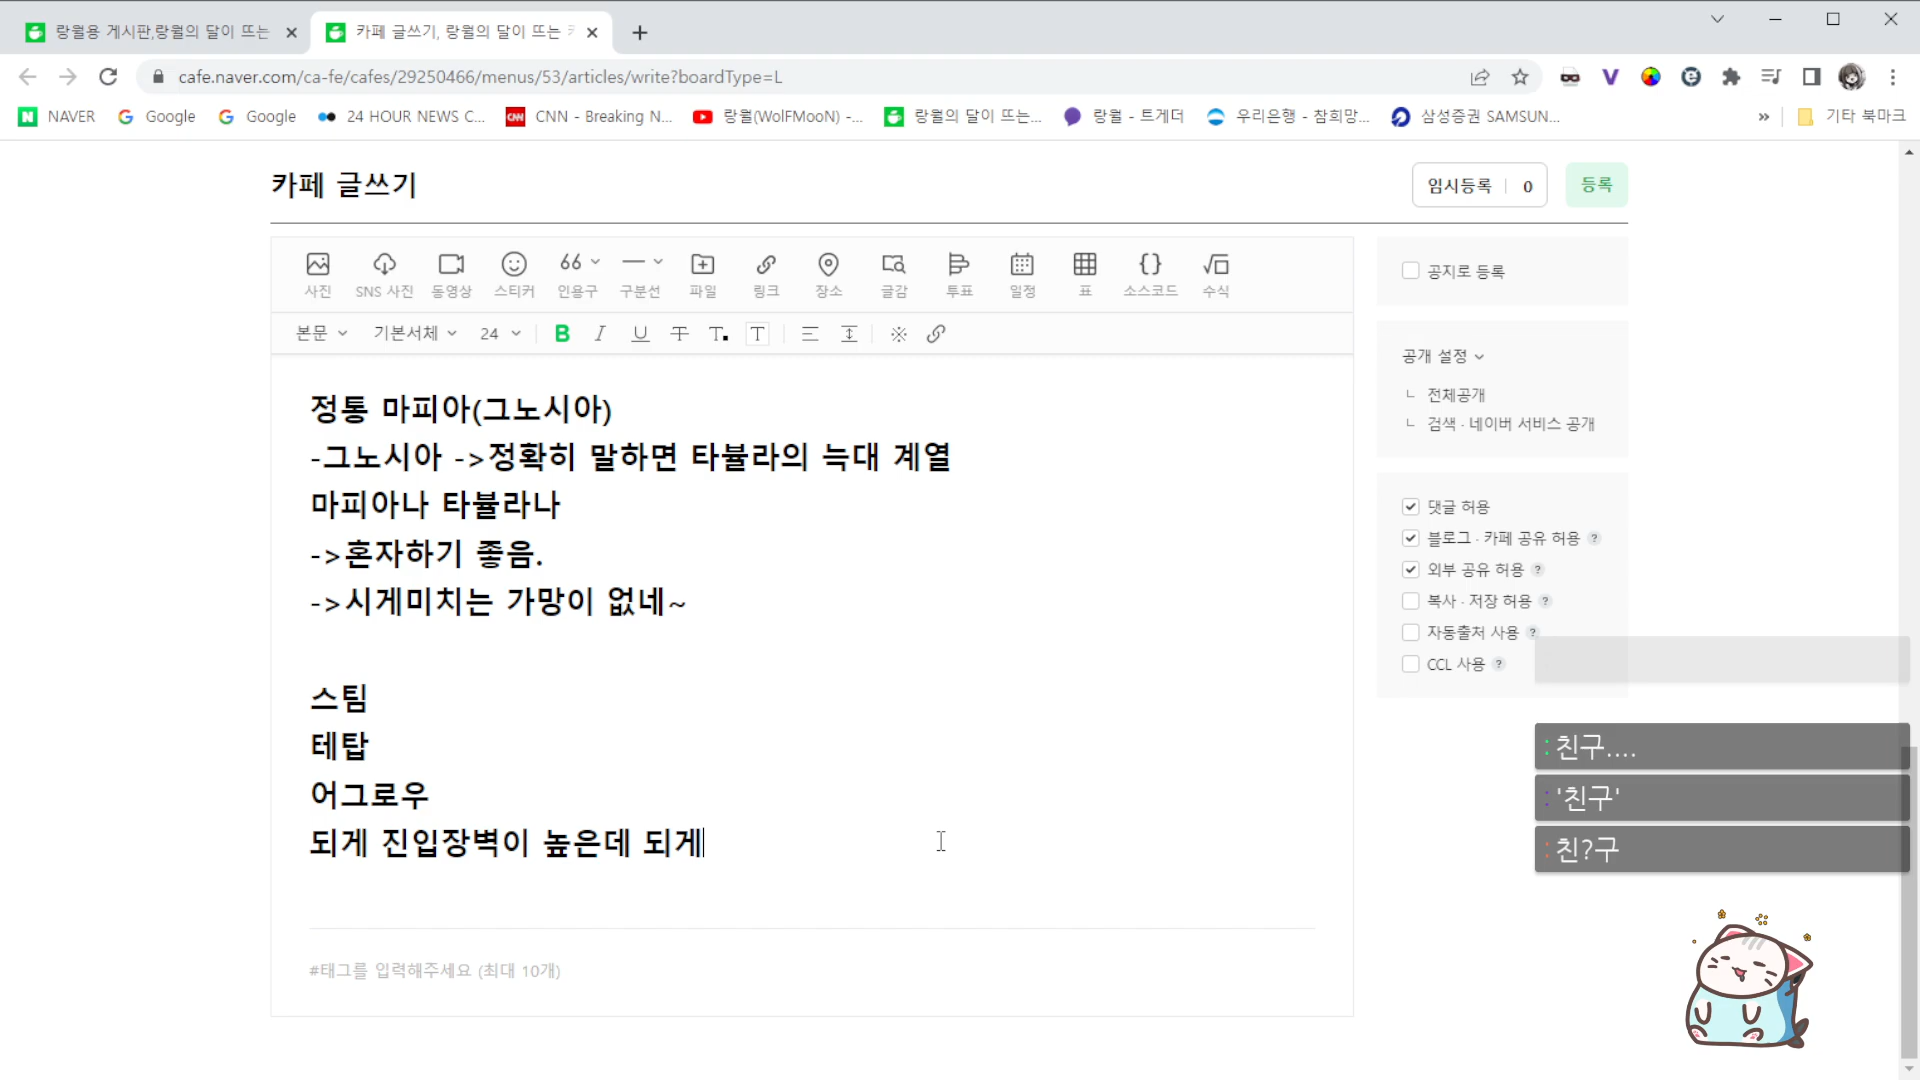 랑월용 게시판,랑월의 달이 뜨는
카페 글쓰기, 랑월의 달이 뜨는 카
cafe.naver.com/ca-fe/cafes/29250466/menus/53/articles/write?boardType=L
NAVER
Google
Google
24 HOUR NEWS C...
CNN - Breaking N...
랑월(WolFMooN) -...
랑월의 달이 뜨는...
랑월 - 트게더
우리은행 - 참희망...
삼성증권 SAMSUN...
»
기타 북마크
카페 글쓰기
임시등록 0
등록
사진
SNS 사진
동영상
스티커
인용구
구분선
파일
링크
장소
글감
투표
일정
표
소스코드
수식
본문
기본서체
24
B I U T T. T
공지로 등록
공개 설정
ㄴ 전체공개
ㄴ 검색 · 네이버 서비스 공개
댓글 허용
블로그 · 카페 공유 허용 ?
외부 공유 허용 ?
복사 · 저장 허용 ?
자동출처 사용 ?
CCL 사용 ?
정통 마피아(그노시아)
-그노시아 ->정확히 말하면 타뷸라의 늑대 계열
마피아나 타뷸라나
->혼자하기 좋음.
->시게미치는 가망이 없네~
스팀
테탑
어그로우
되게 진입장벽이 높은데 되게
#태그를 입력해주세요 (최대 10개)
: 친구....
: '친구'
: 친?구